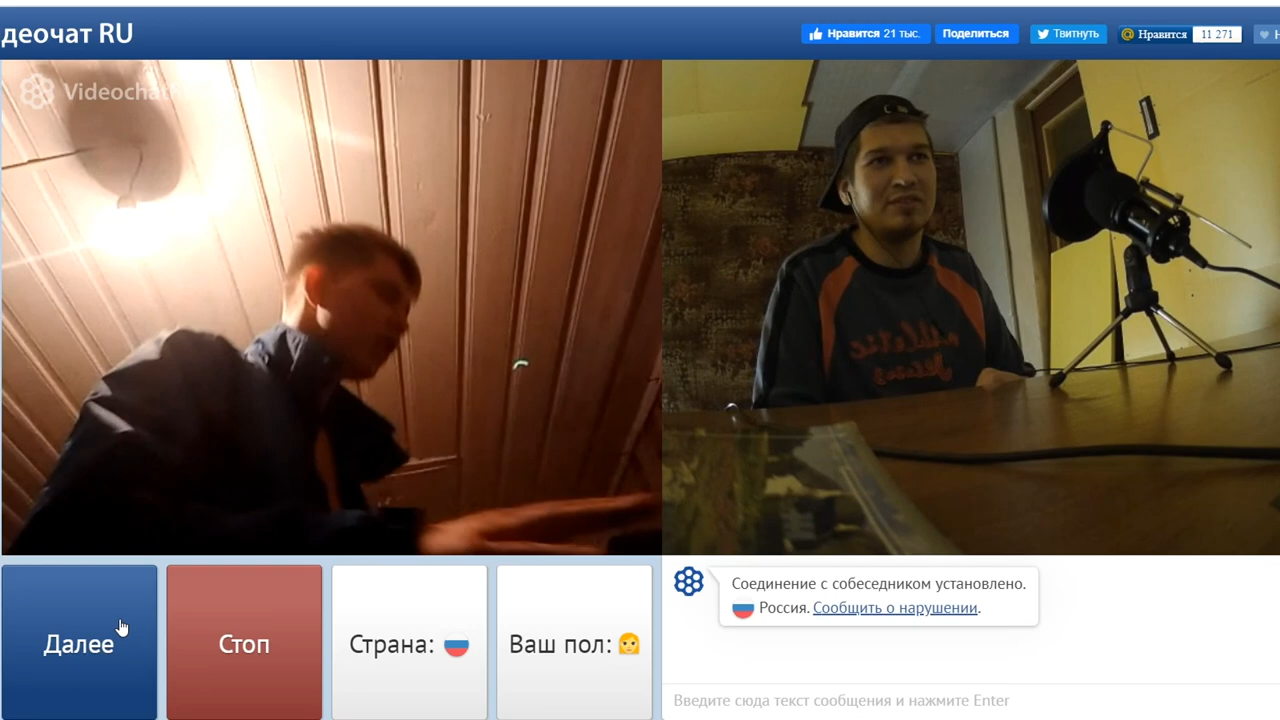 деочат RU
Нравится 21 тыс.
Поделиться
Твитнуть
Нравится 11 271
Videochat
Далее
Стоп
Страна:
Ваш пол:
Соединение с собеседником установлено.
Россия. Сообщить о нарушении.
Введите сюда текст сообщения и нажмите Enter